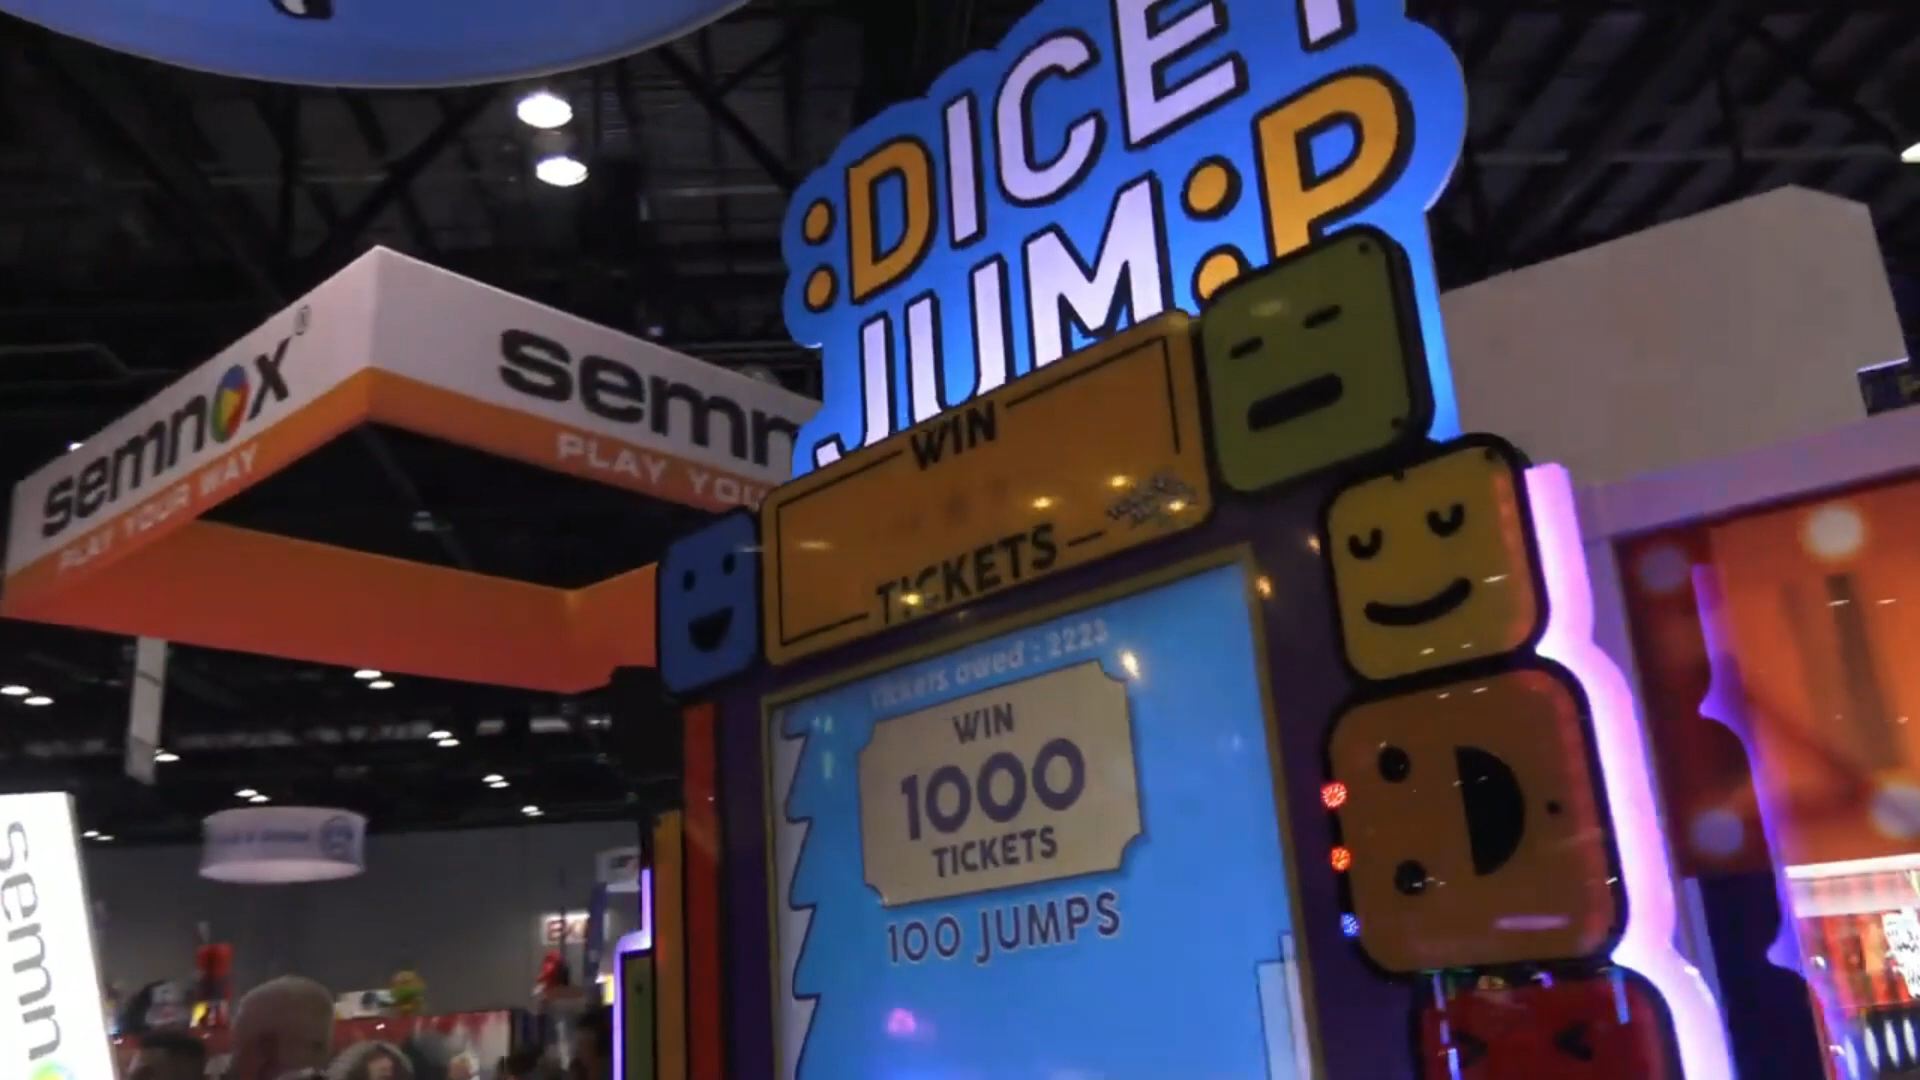 :DICEY
JUM:P
WIN
TICKETS
Tickets owed : 2223
WIN
1000
TICKETS
100 JUMPS
semnox®
PLAY YOUR WAY
semn
PLAY YOU
semn